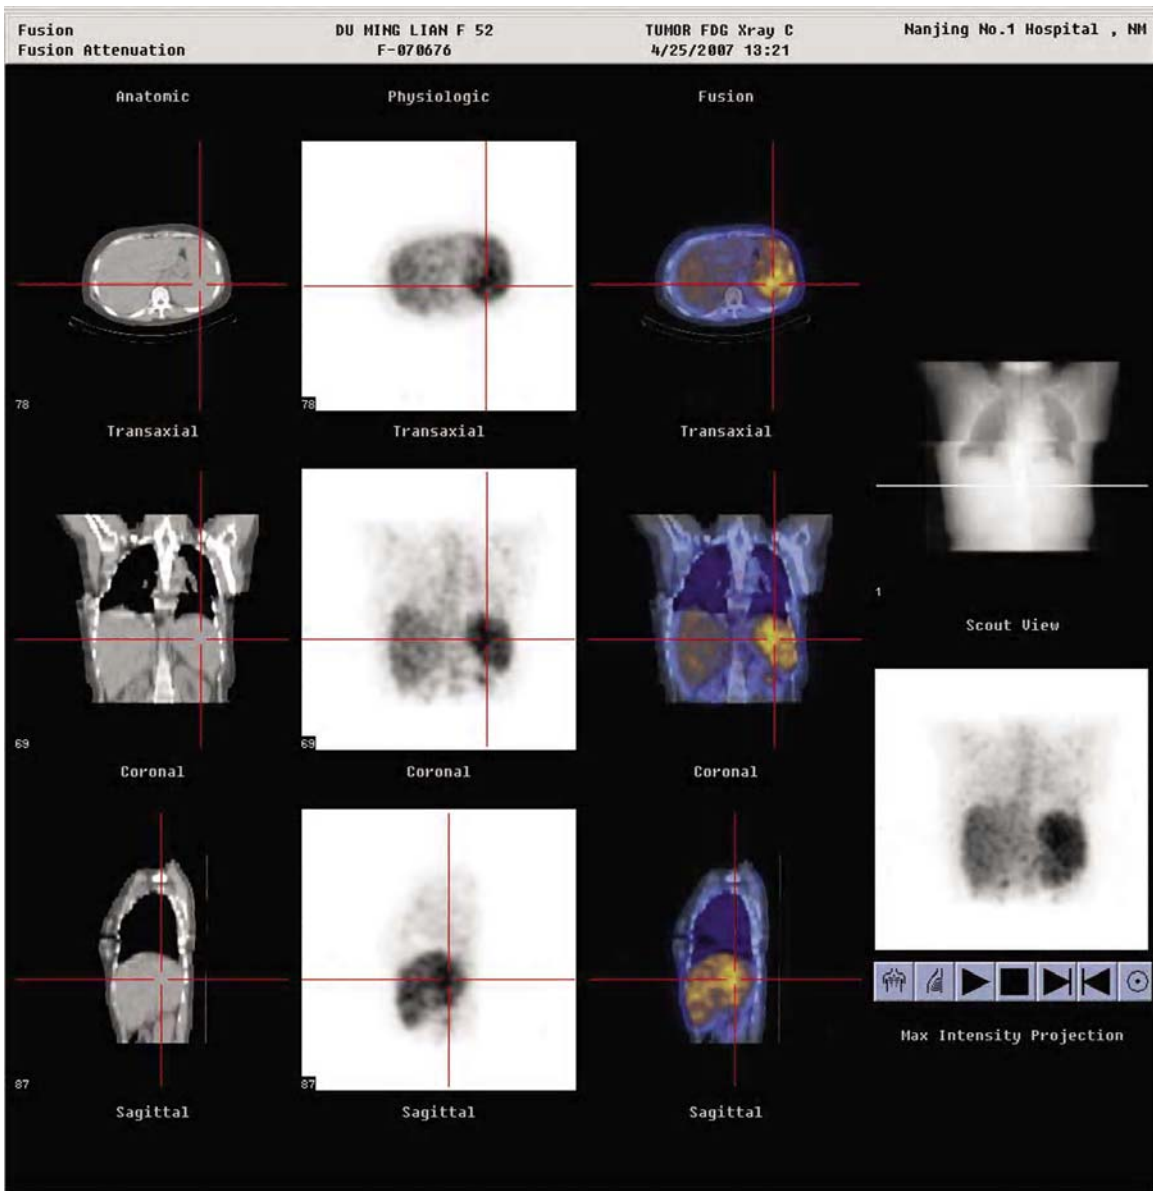 Fusion DU MING LIAN F 52 TUMOR FDG Xray C Nanjing No.1 Hospital , NM
Fusion Attenuation F-070676 4/25/2007 13:21
Anatomic Physiologic Fusion
78 78
Transaxial Transaxial Transaxial
1
Scout View
69 69
Coronal Coronal Coronal
Max Intensity Projection
87 87
Sagittal Sagittal Sagittal